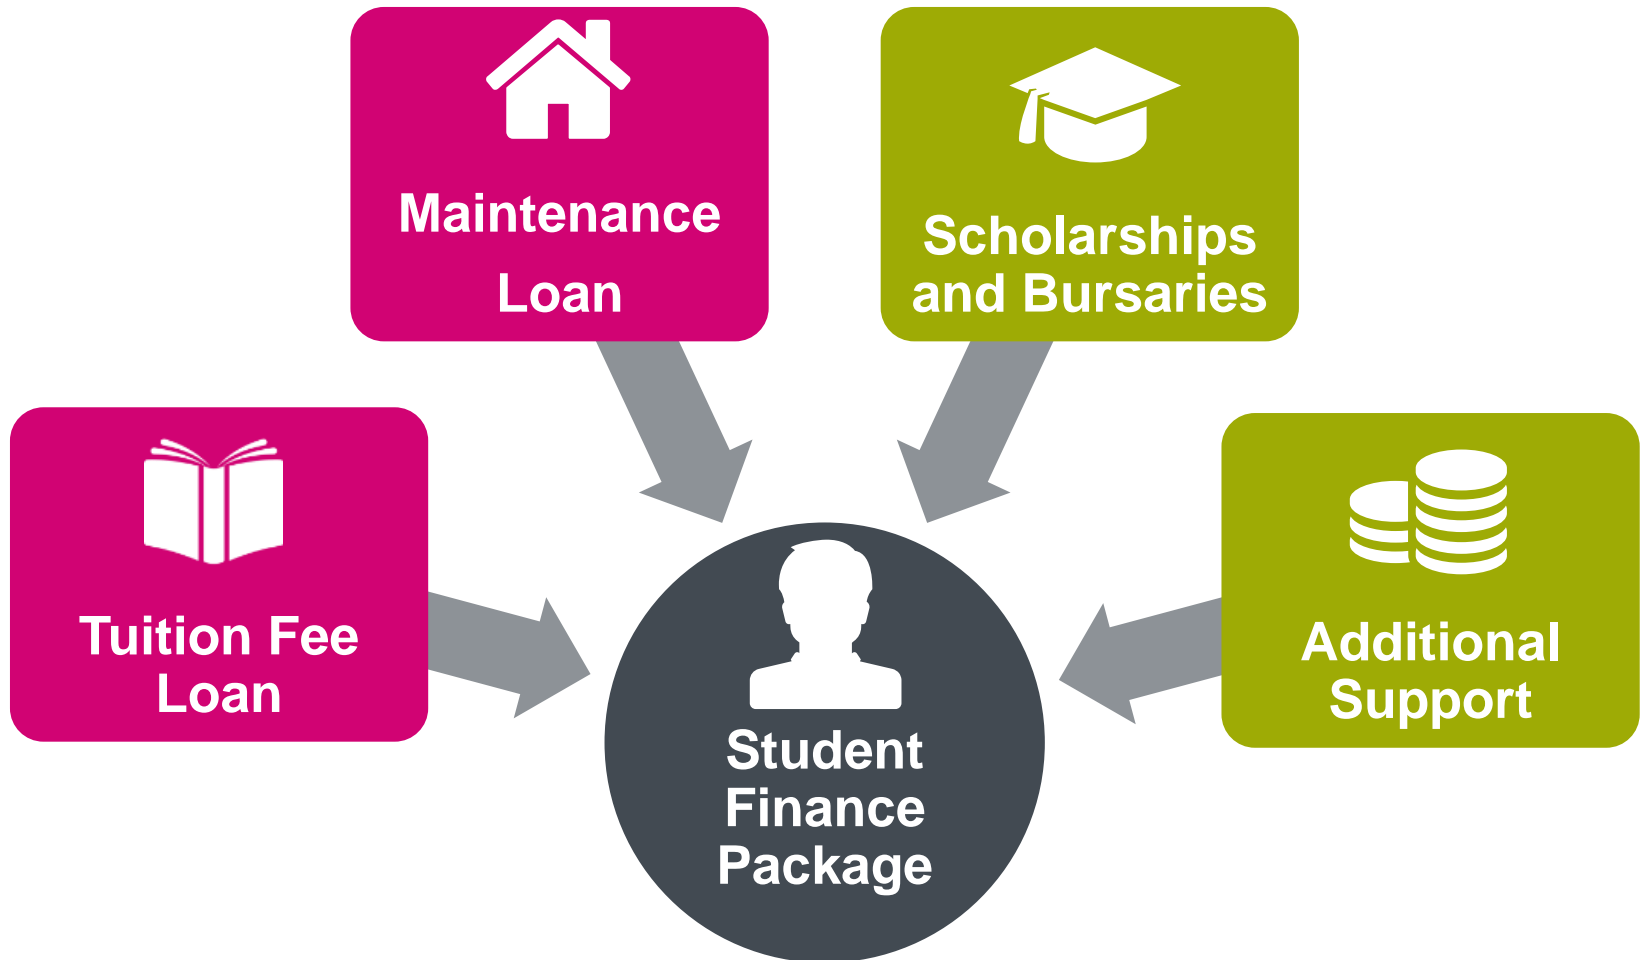 Maintenance
Loan
Scholarships
and Bursaries
Tuition Fee
Loan
Additional
Support
Student
Finance
Package